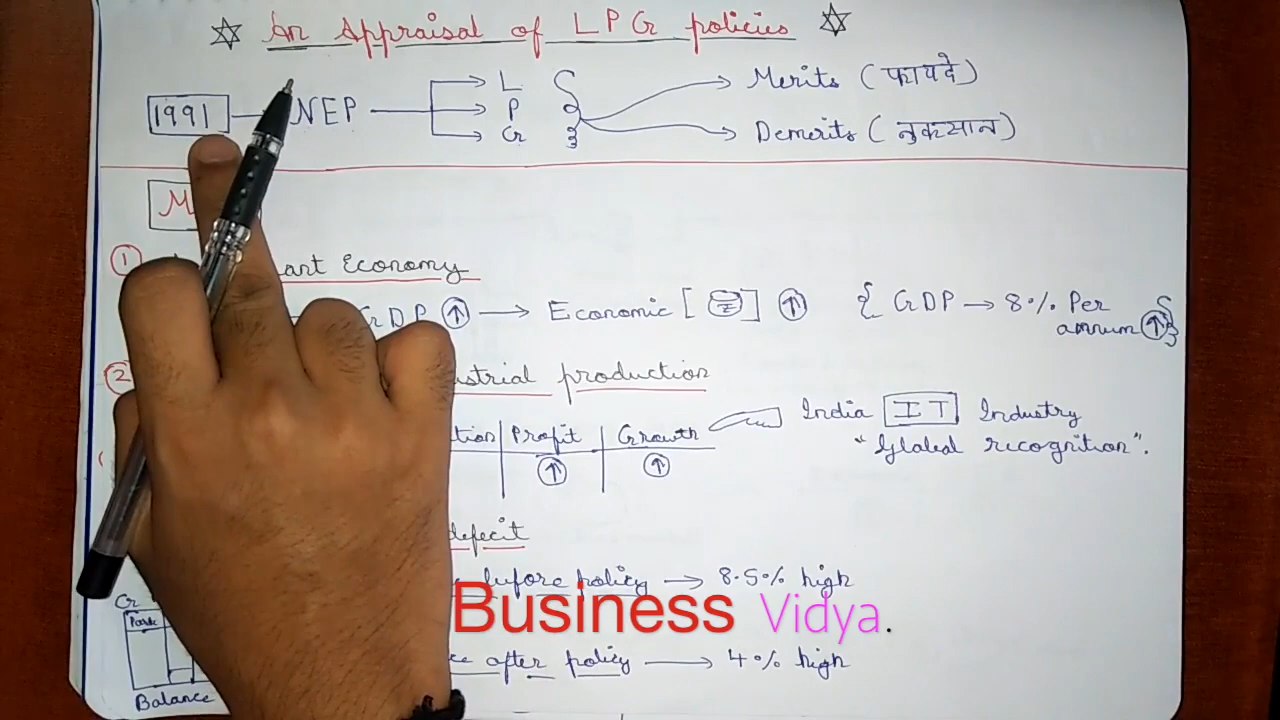 An Appraisal of LPG policies
1991 NEP L P G Merits (फायदे)
Demerits (नुकसान)
1
Economy
GDP ↑ → Economic [ ] ↑ { GDP → 8% Per annum ↑ }
2
production
Profit Growth
↑ ↑
India IT Industry
"Global recognition".
defecit
before policy → 8.5% high
Business Vidya.
after policy → 4% high
Balance